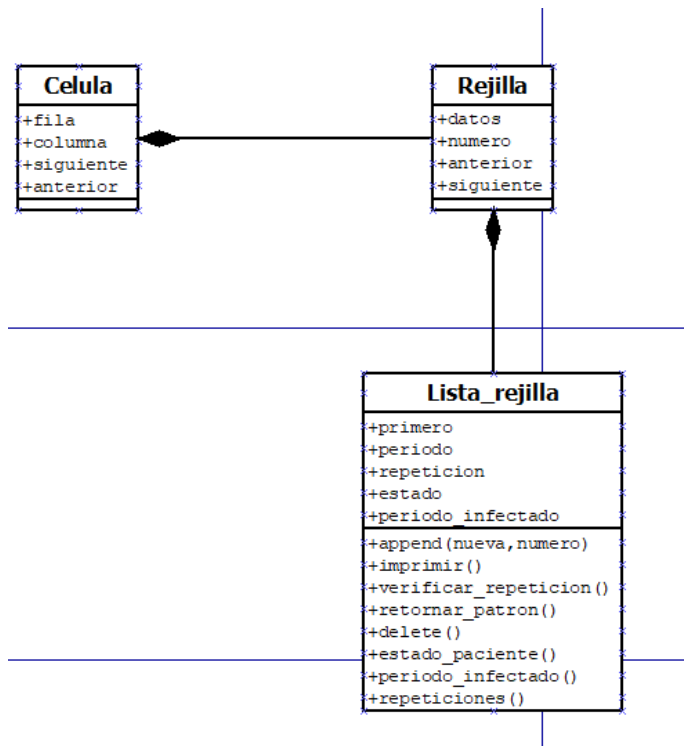 Celula
+fila
+columna
+siguiente
+anterior
Rejilla
+datos
+numero
+anterior
+siguiente
Lista_rejilla
+primero
+periodo
+repeticion
+estado
+periodo_infectado
+append(nueva,numero)
+imprimir()
+verificar_repeticion()
+retornar_patron()
+delete()
+estado_paciente()
+periodo_infectado()
+repeticiones()